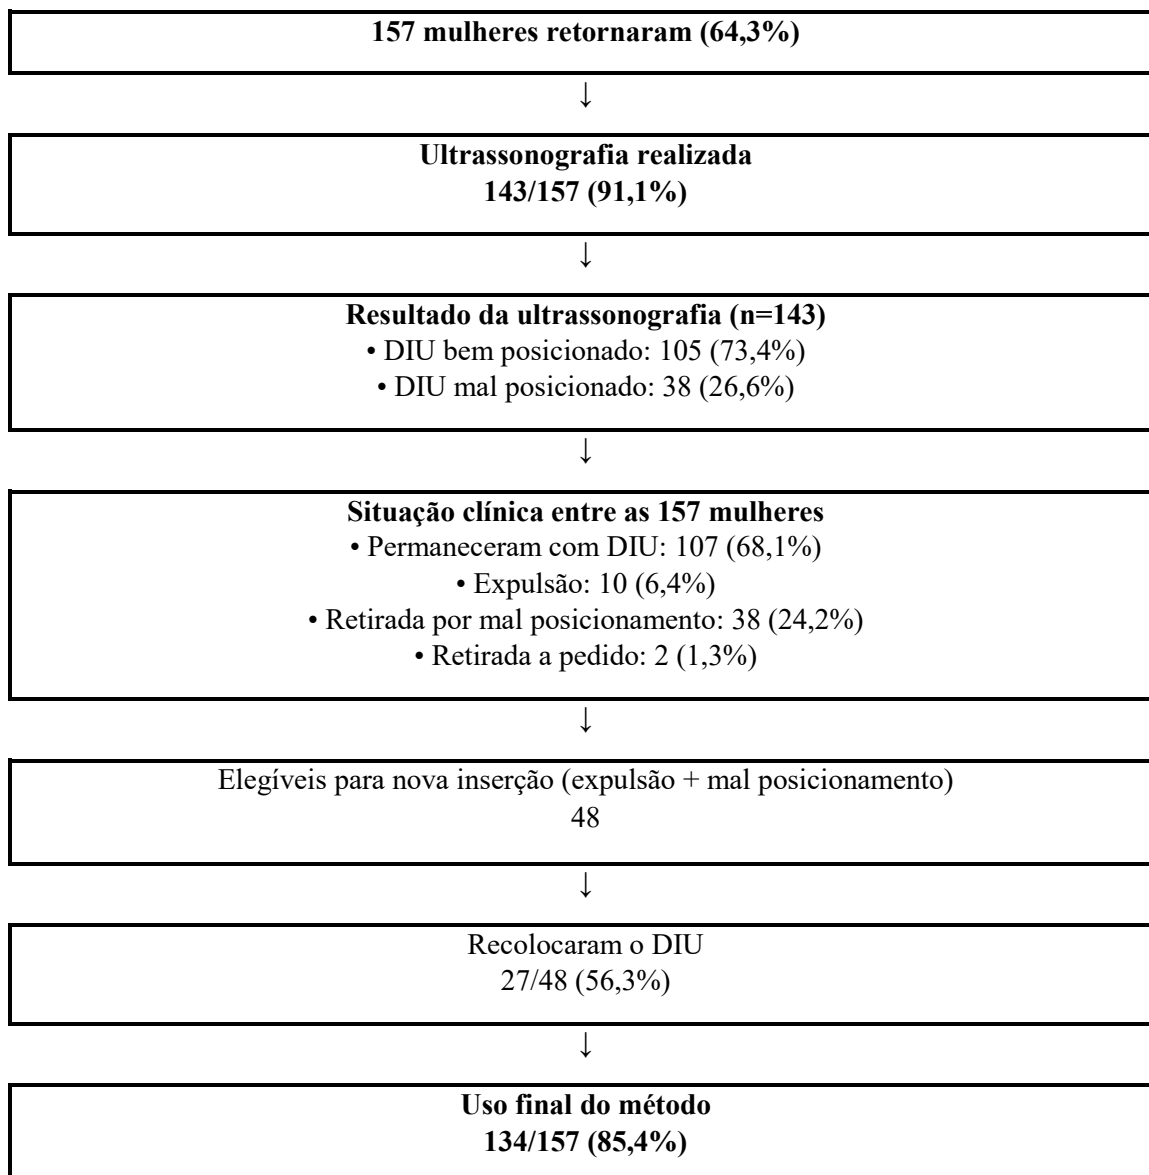 157 mulheres retornaram (64,3%)
↓
Ultrassonografia realizada
143/157 (91,1%)
↓
Resultado da ultrassonografia (n=143)
• DIU bem posicionado: 105 (73,4%)
• DIU mal posicionado: 38 (26,6%)
↓
Situação clínica entre as 157 mulheres
• Permaneceram com DIU: 107 (68,1%)
• Expulsão: 10 (6,4%)
• Retirada por mal posicionamento: 38 (24,2%)
• Retirada a pedido: 2 (1,3%)
↓
Elegíveis para nova inserção (expulsão + mal posicionamento)
48
↓
Recolocaram o DIU
27/48 (56,3%)
↓
Uso final do método
134/157 (85,4%)